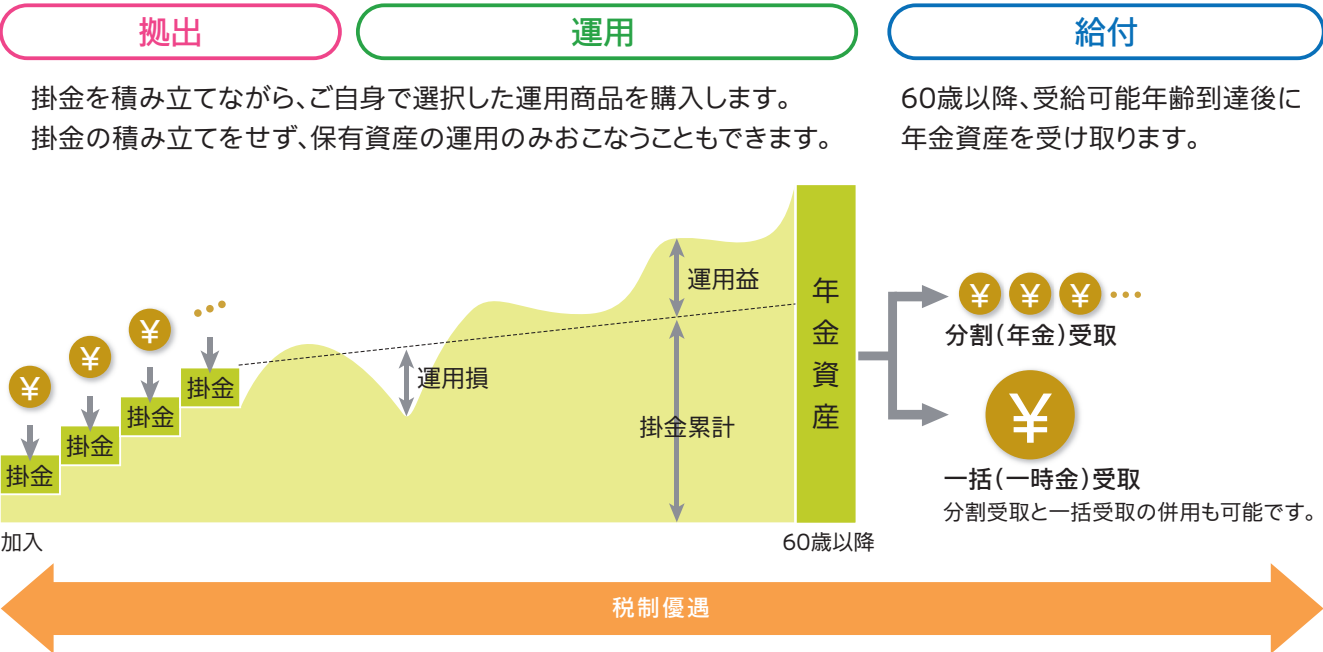 拠出
運用
給付
掛金を積み立てながら、ご自身で選択した運用商品を購入します。
掛金の積み立てをせず、保有資産の運用のみおこなうこともできます。
60歳以降、受給可能年齢到達後に
年金資産を受け取ります。
¥
¥
¥
…
掛金
掛金
掛金
掛金
運用損
運用益
掛金累計
年金資産
¥ ¥ ¥ …
分割（年金）受取
¥
一括（一時金）受取
分割受取と一括受取の併用も可能です。
加入
60歳以降
税制優遇